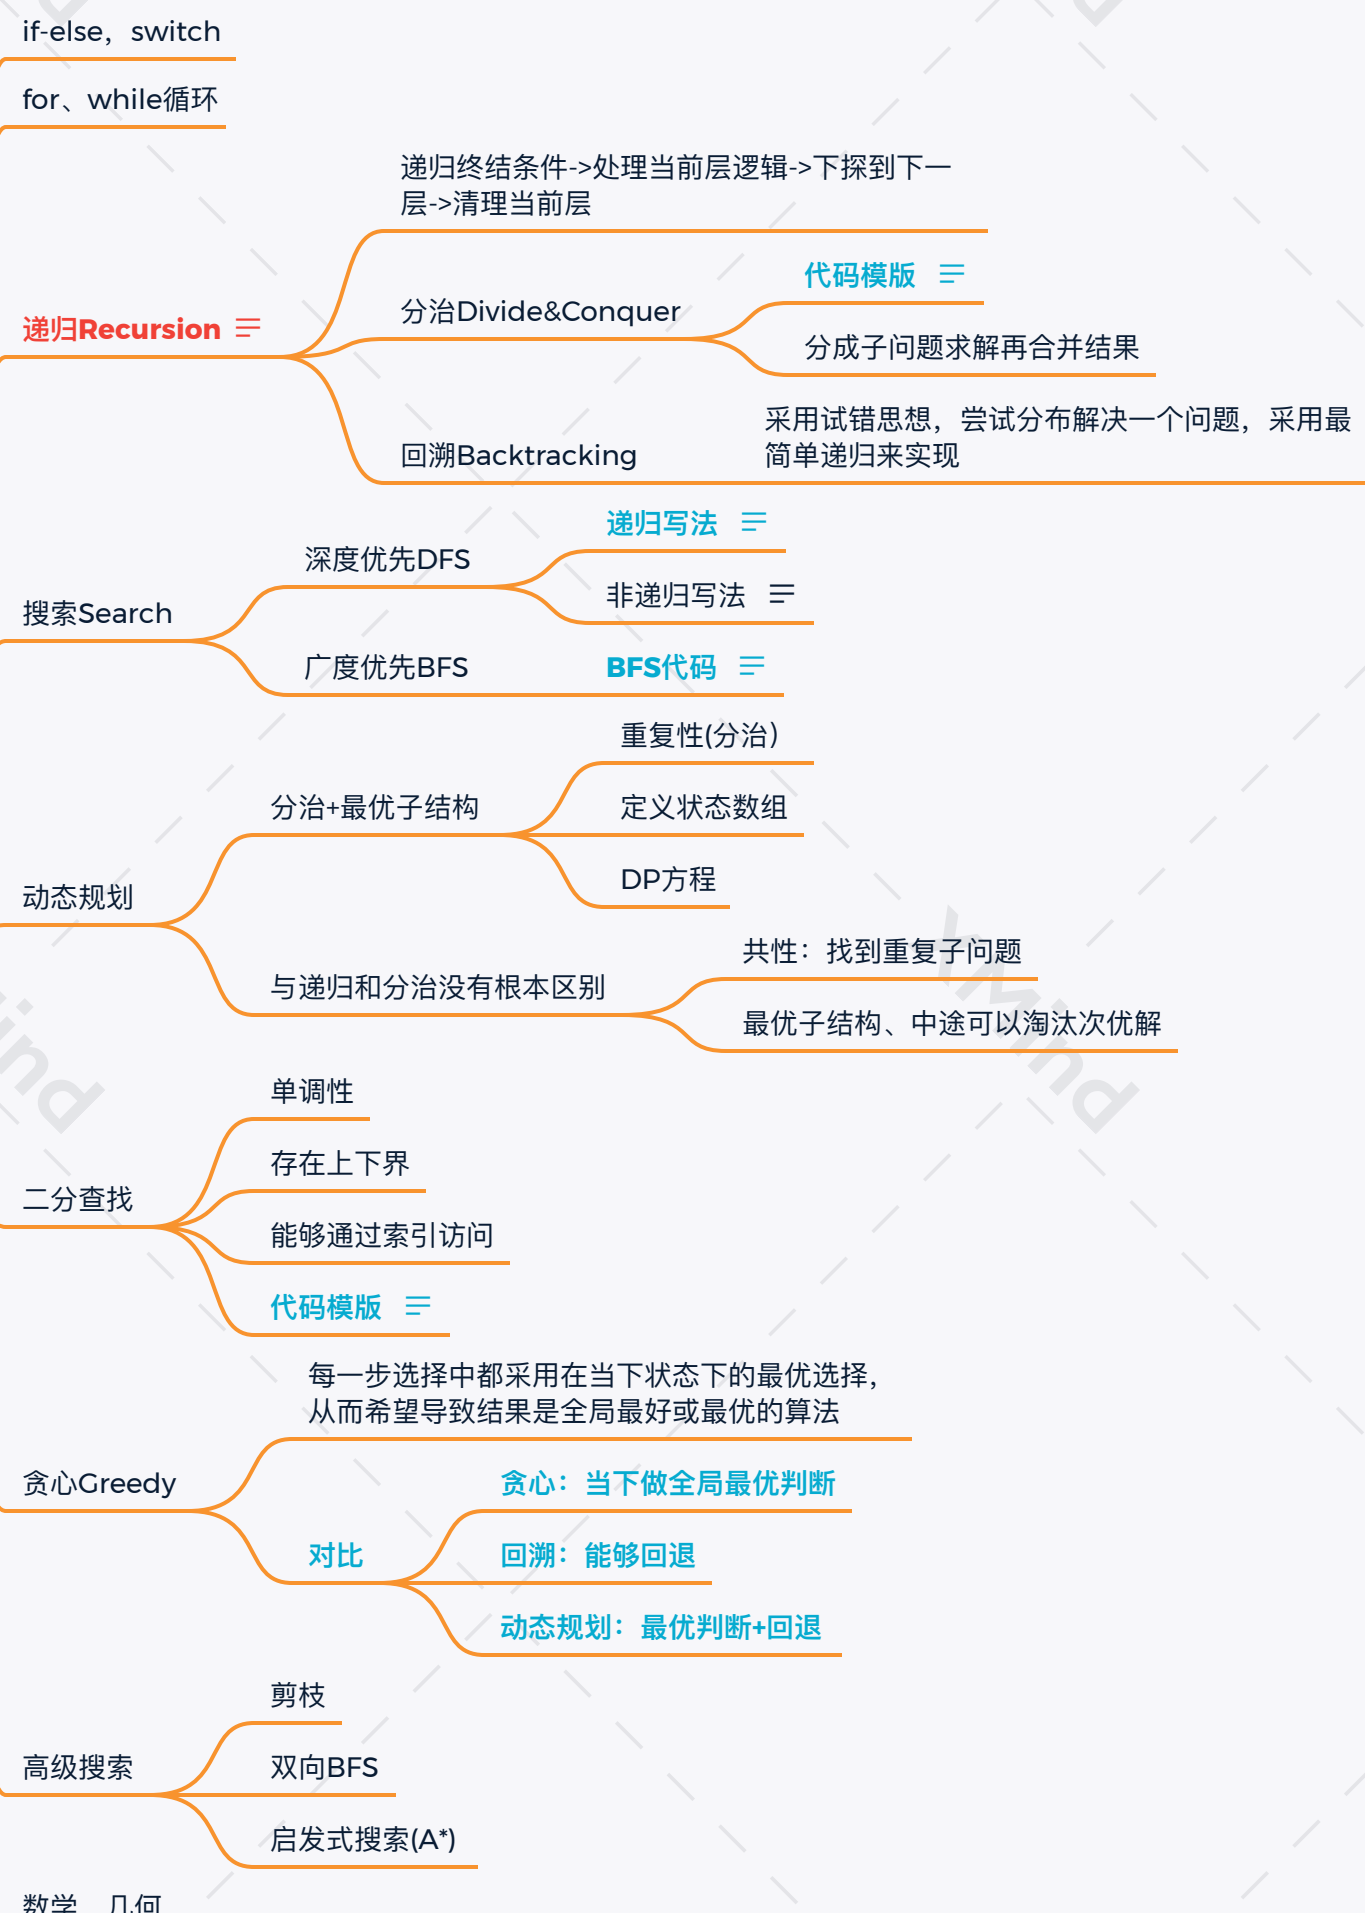 if-else，switch
for、while循环
递归终结条件->处理当前层逻辑->下探到下一
层->清理当前层
代码模版
分治Divide&Conquer
递归Recursion
分成子问题求解再合并结果
采用试错思想，尝试分布解决一个问题，采用最
简单递归来实现
回溯Backtracking
递归写法
深度优先DFS
非递归写法
搜索Search
广度优先BFS
BFS代码
重复性(分治）
分治+最优子结构
定义状态数组
DP方程
动态规划
共性：找到重复子问题
与递归和分治没有根本区别
最优子结构、中途可以淘汰次优解
XMind
单调性
存在上下界
二分查找
能够通过索引访问
代码模版
每一步选择中都采用在当下状态下的最优选择，
从而希望导致结果是全局最好或最优的算法
贪心Greedy
贪心：当下做全局最优判断
对比
回溯：能够回退
动态规划：最优判断+回退
剪枝
高级搜索
双向BFS
启发式搜索(A*)
数学、几何